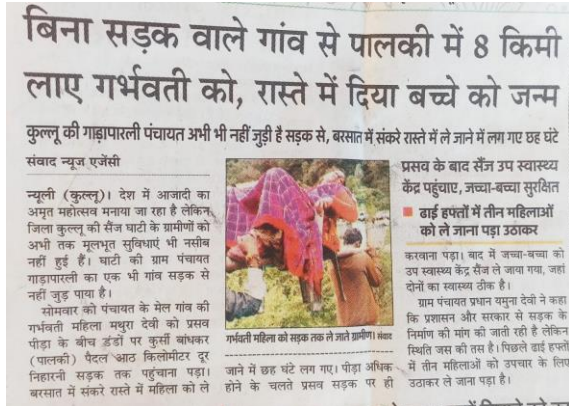 बिना सड़क वाले गांव से पालकी में 8 किमी
लाए गर्भवती को, रास्ते में दिया बच्चे को जन्म
कुल्लू की गाड़ापारली पंचायत अभी भी नहीं जुड़ी है सड़क से, बरसात में संकरे रास्ते में ले जाने में लग गए छह घंटे
संवाद न्यूज एजेंसी
न्यूली (कुल्लू)। देश में आजादी का
अमृत महोत्सव मनाया जा रहा है लेकिन
जिला कुल्लू की सैंज घाटी के ग्रामीणों को
अभी तक मूलभूत सुविधाएं भी नसीब
नहीं हुई हैं। घाटी की ग्राम पंचायत
गाड़ापारली का एक भी गांव सड़क से
नहीं जुड़ पाया है।
सोमवार को पंचायत के मेल गांव की
गर्भवती महिला मथुरा देवी को प्रसव
पीड़ा के बीच डंडों पर कुर्सी बांधकर
(पालकी) पैदल आठ किलोमीटर दूर
निहारनी सड़क तक पहुंचाना पड़ा।
बरसात में संकरे रास्ते में महिला को ले
गर्भवती महिला को सड़क तक ले जाते ग्रामीण। संवाद
जाने में छह घंटे लग गए। पीड़ा अधिक
होने के चलते प्रसव सड़क पर ही
प्रसव के बाद सैंज उप स्वास्थ्य
केंद्र पहुंचाए, जच्चा-बच्चा सुरक्षित
ढाई हफ्तों में तीन महिलाओं
को ले जाना पड़ा उठाकर
करवाना पड़ा। बाद में जच्चा-बच्चा को
उप स्वास्थ्य केंद्र सैंज ले जाया गया, जहां
दोनों का स्वास्थ्य ठीक है।
ग्राम पंचायत प्रधान यमुना देवी ने कहा
कि प्रशासन और सरकार से सड़क के
निर्माण की मांग की जाती रही है लेकिन
स्थिति जस की तस है। पिछले ढाई हफ्तों
में तीन महिलाओं को उपचार के लिए
उठाकर ले जाना पड़ा है।